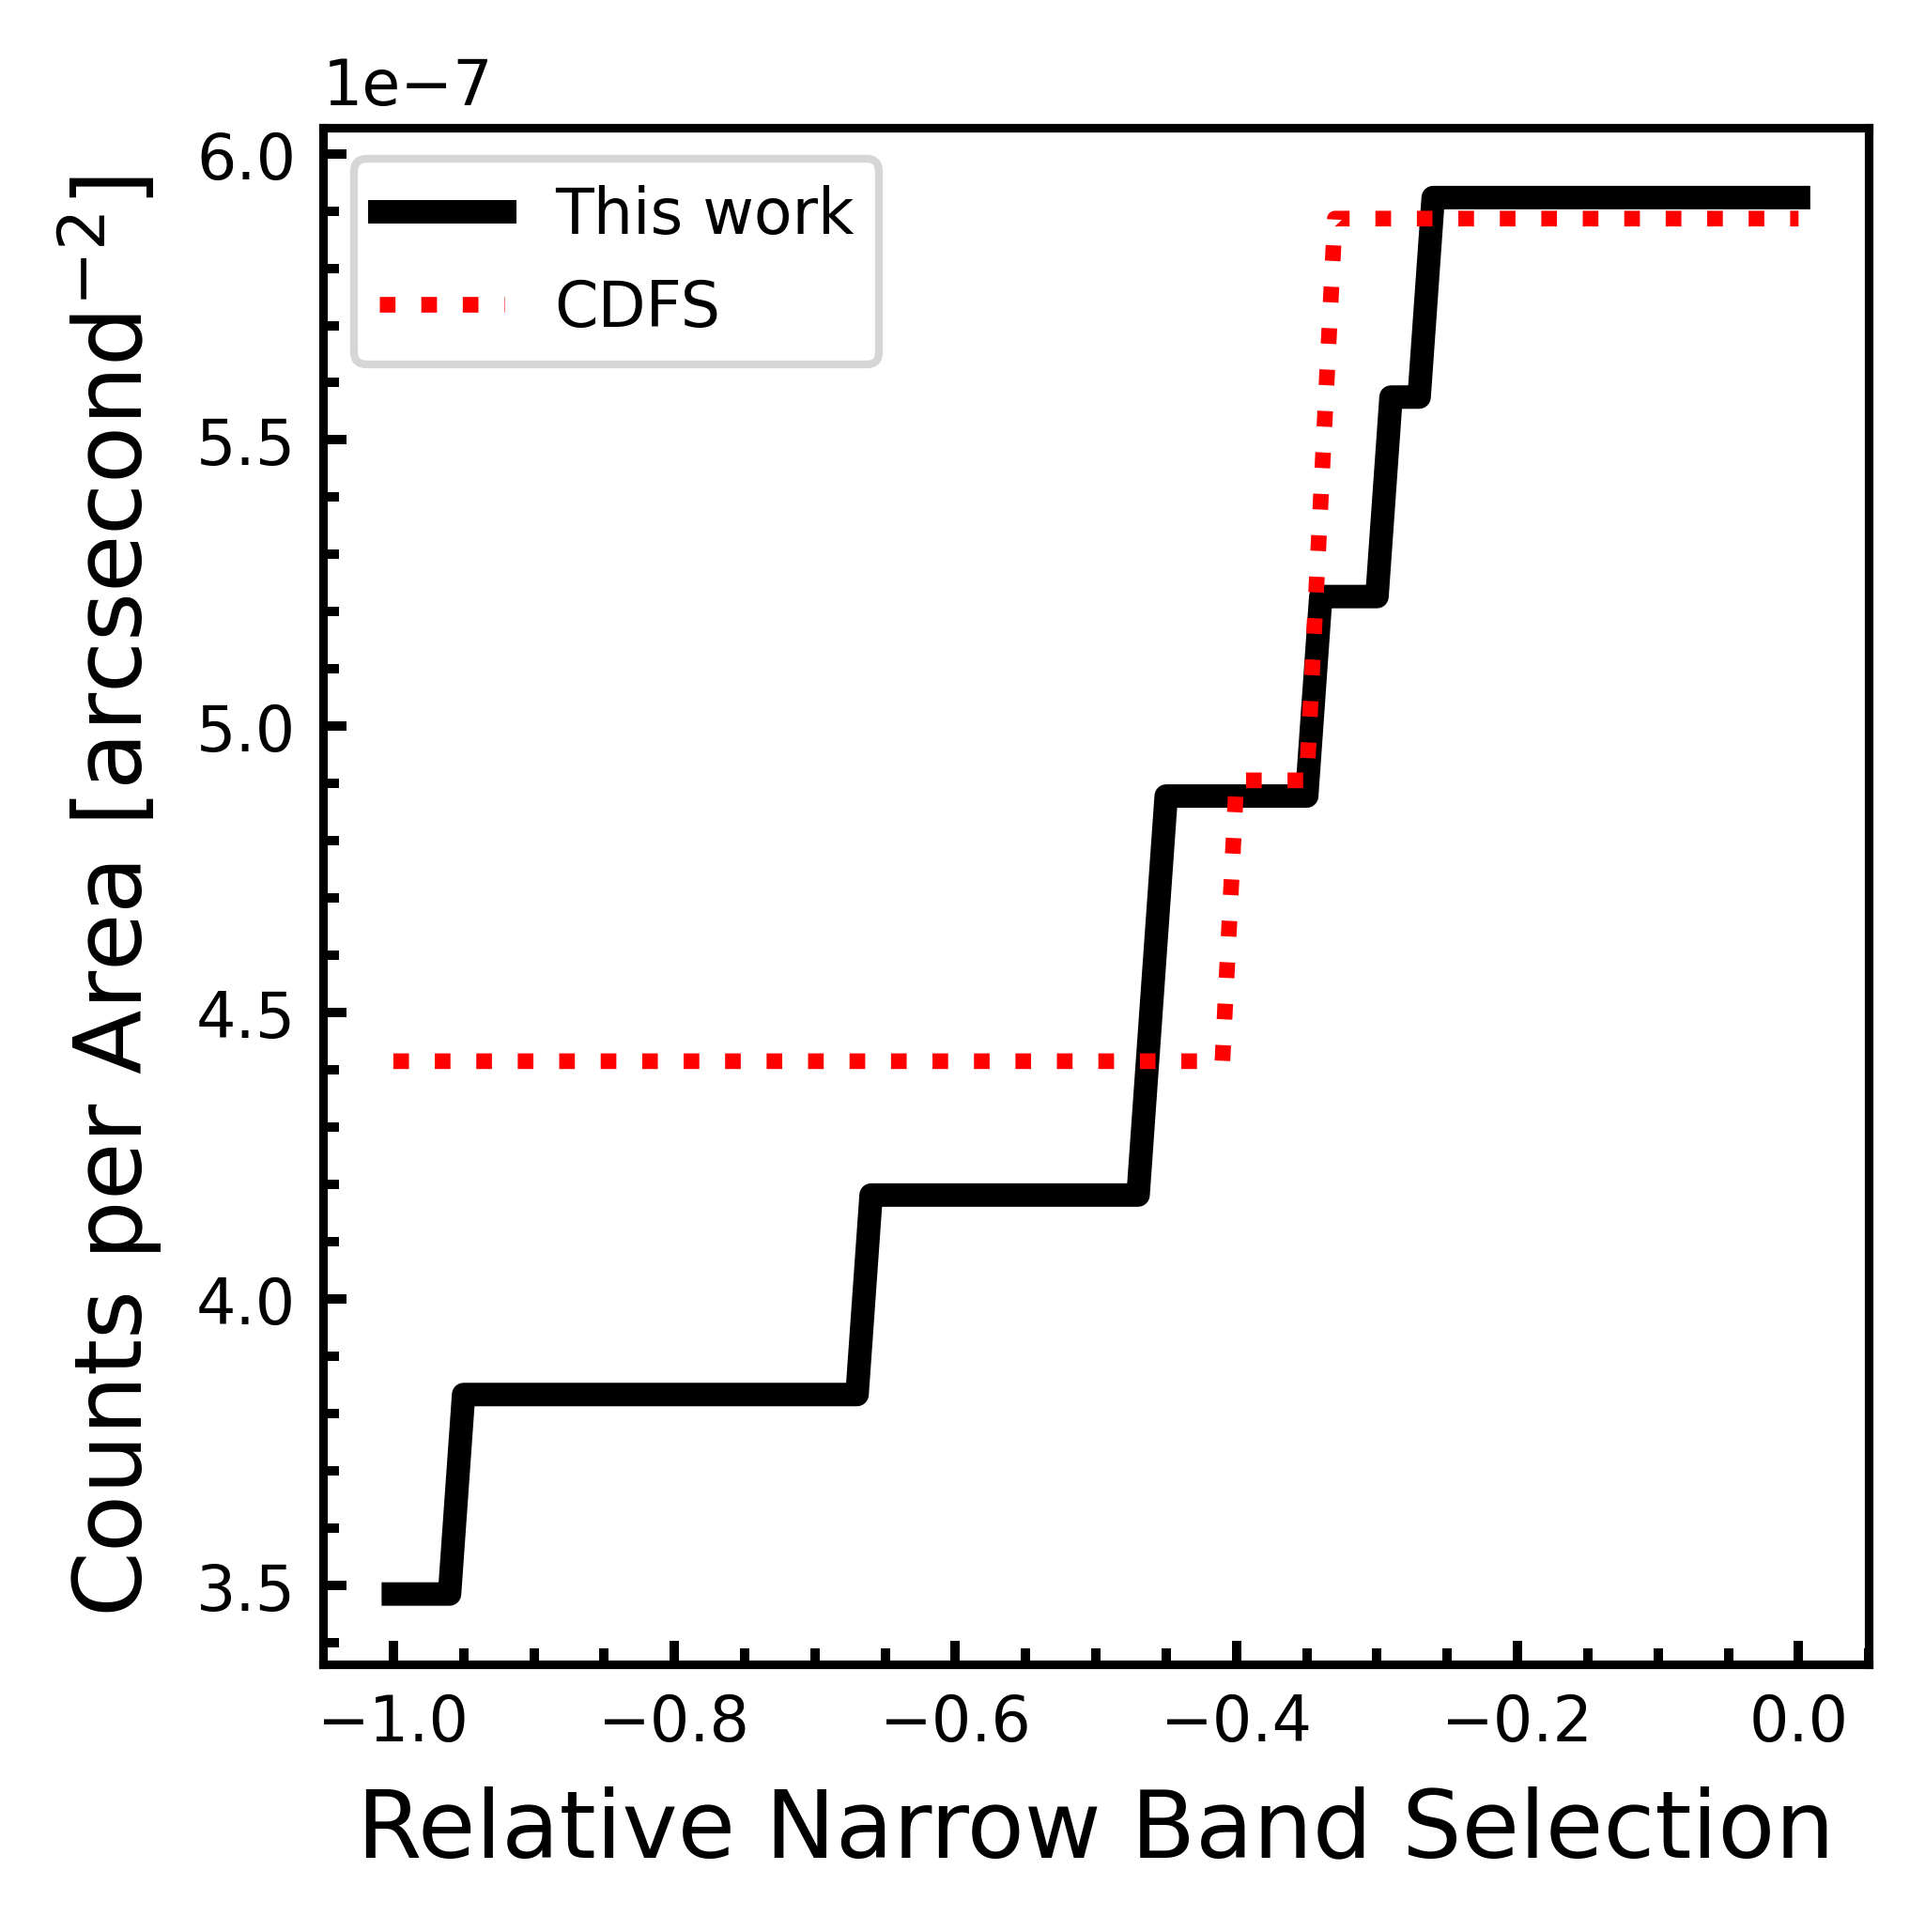 1e−7
6.0
5.5
5.0
4.5
4.0
3.5
Counts per Area [arcsecond⁻²]
This work
CDFS
−1.0
−0.8
−0.6
−0.4
−0.2
0.0
Relative Narrow Band Selection